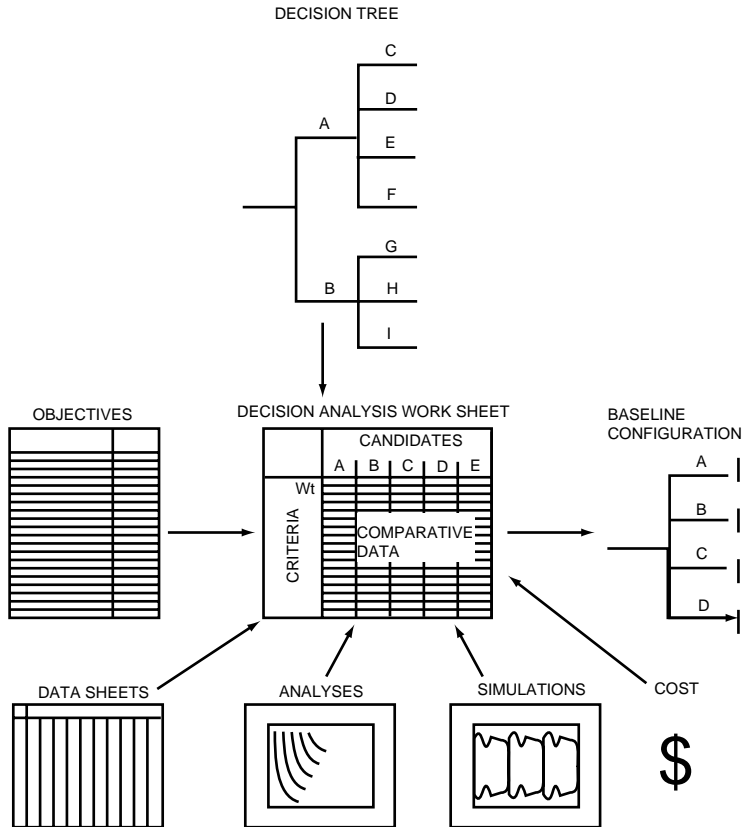 DECISION TREE
C
D
A
E
F
G
B
H
I
OBJECTIVES
DECISION ANALYSIS WORK SHEET
BASELINE
CONFIGURATION
CANDIDATES
A B C D E
Wt
CRITERIA
COMPARATIVE
DATA
A
B
C
D
DATA SHEETS
ANALYSES
SIMULATIONS
COST
$